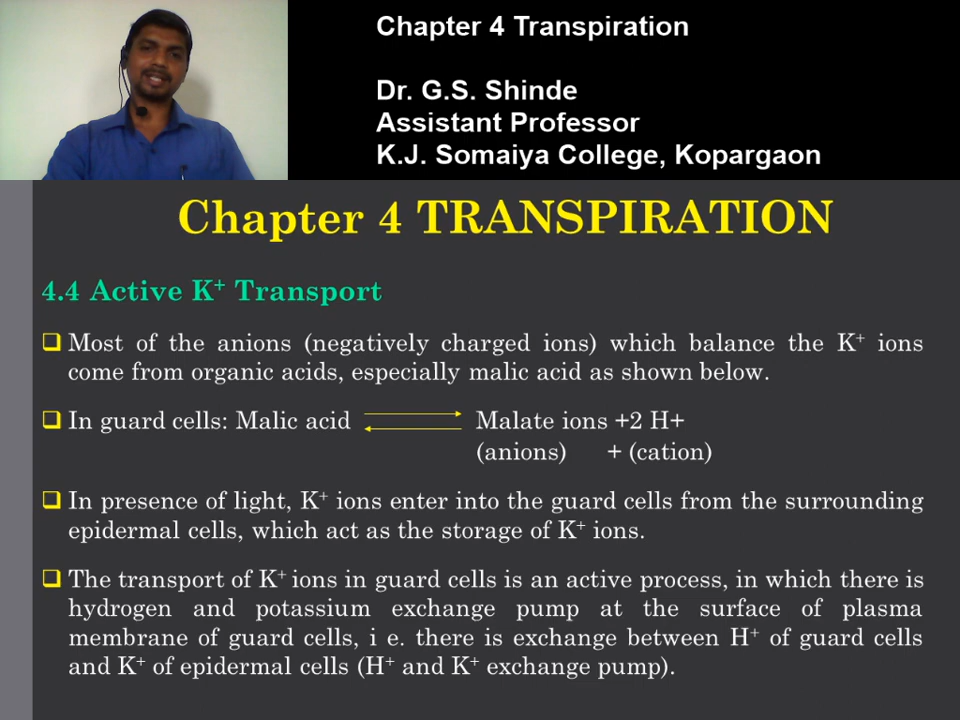 Chapter 4 Transpiration
Dr. G.S. Shinde
Assistant Professor
K.J. Somaiya College, Kopargaon
Chapter 4 TRANSPIRATION
4.4 Active K⁺ Transport
❑ Most of the anions (negatively charged ions) which balance the K⁺ ions
come from organic acids, especially malic acid as shown below.
❑ In guard cells: Malic acid ⇄ Malate ions +2 H+
(anions) + (cation)
❑ In presence of light, K⁺ ions enter into the guard cells from the surrounding
epidermal cells, which act as the storage of K⁺ ions.
❑ The transport of K⁺ ions in guard cells is an active process, in which there is
hydrogen and potassium exchange pump at the surface of plasma
membrane of guard cells, i e. there is exchange between H⁺ of guard cells
and K⁺ of epidermal cells (H⁺ and K⁺ exchange pump).